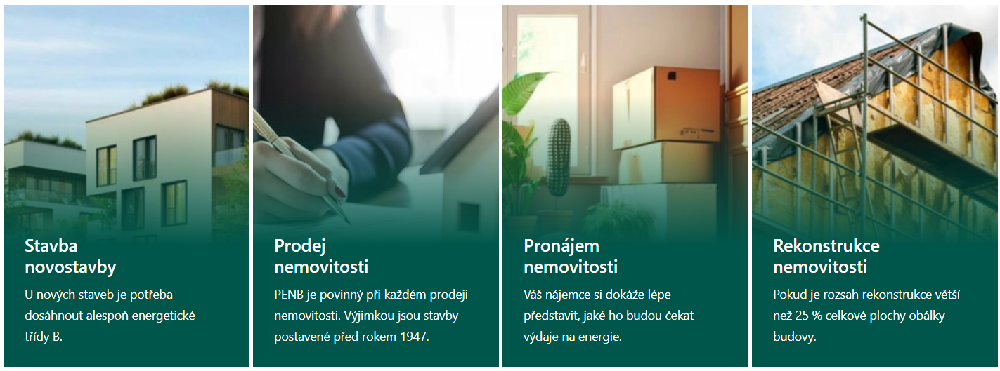 Stavba
novostavby
U nových staveb je potřeba
dosáhnout alespoň energetické
třídy B.
Prodej
nemovitosti
PENB je povinný při každém prodeji
nemovitosti. Výjimkou jsou stavby
postavené před rokem 1947.
Pronájem
nemovitosti
Váš nájemce si dokáže lépe
představit, jaké ho budou čekat
výdaje na energie.
Rekonstrukce
nemovitosti
Pokud je rozsah rekonstrukce větší
než 25 % celkové plochy obálky
budovy.